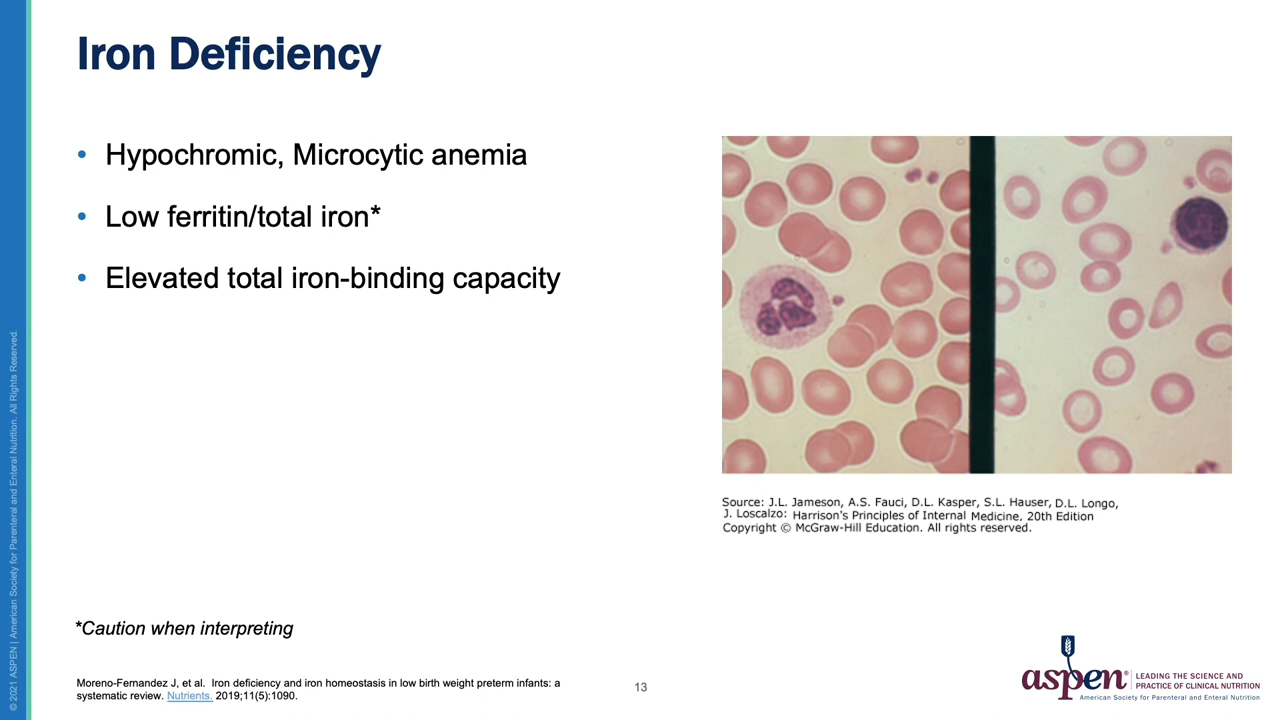 Iron Deficiency
• Hypochromic, Microcytic anemia
• Low ferritin/total iron*
• Elevated total iron-binding capacity
Source: J.L. Jameson, A.S. Fauci, D.L. Kasper, S.L. Hauser, D.L. Longo,
J. Loscalzo: Harrison's Principles of Internal Medicine, 20th Edition
Copyright © McGraw-Hill Education. All rights reserved.
*Caution when interpreting
Moreno-Fernandez J, et al. Iron deficiency and iron homeostasis in low birth weight preterm infants: a
systematic review. Nutrients. 2019;11(5):1090.
13
aspen®
LEADING THE SCIENCE AND
PRACTICE OF CLINICAL NUTRITION
American Society for Parenteral and Enteral Nutrition
© 2021 ASPEN | American Society for Parenteral and Enteral Nutrition. All Rights Reserved.